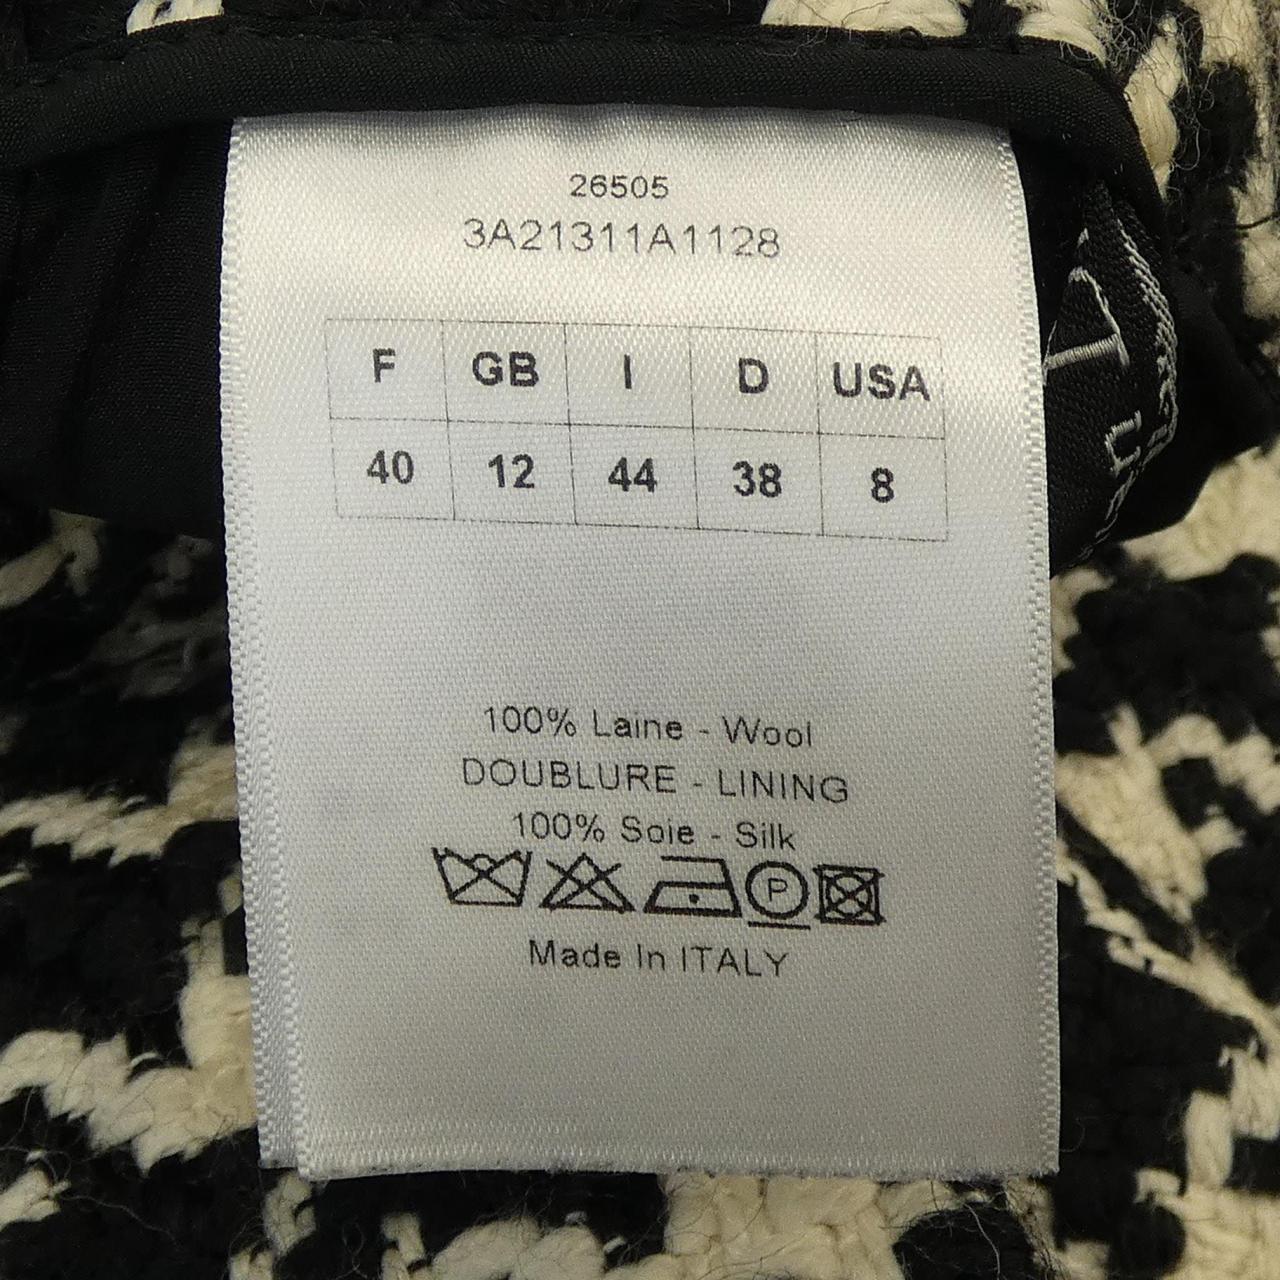 26505
3A21311A1128
F GB I D USA
40 12 44 38 8
100% Laine - Wool
DOUBLURE - LINING
100% Soie - Silk
P
Made In ITALY